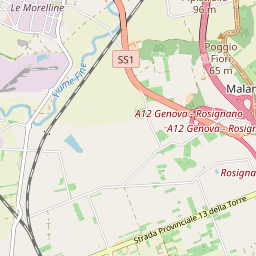 96 m
Le Morelline
Poggio
Fiori
65 m
SS1
Malan
Fiume Fine
A12 Genova - Rosignano
A12 Genova - Rosign
Rosigna
Strada Provinciale 13 della Torre